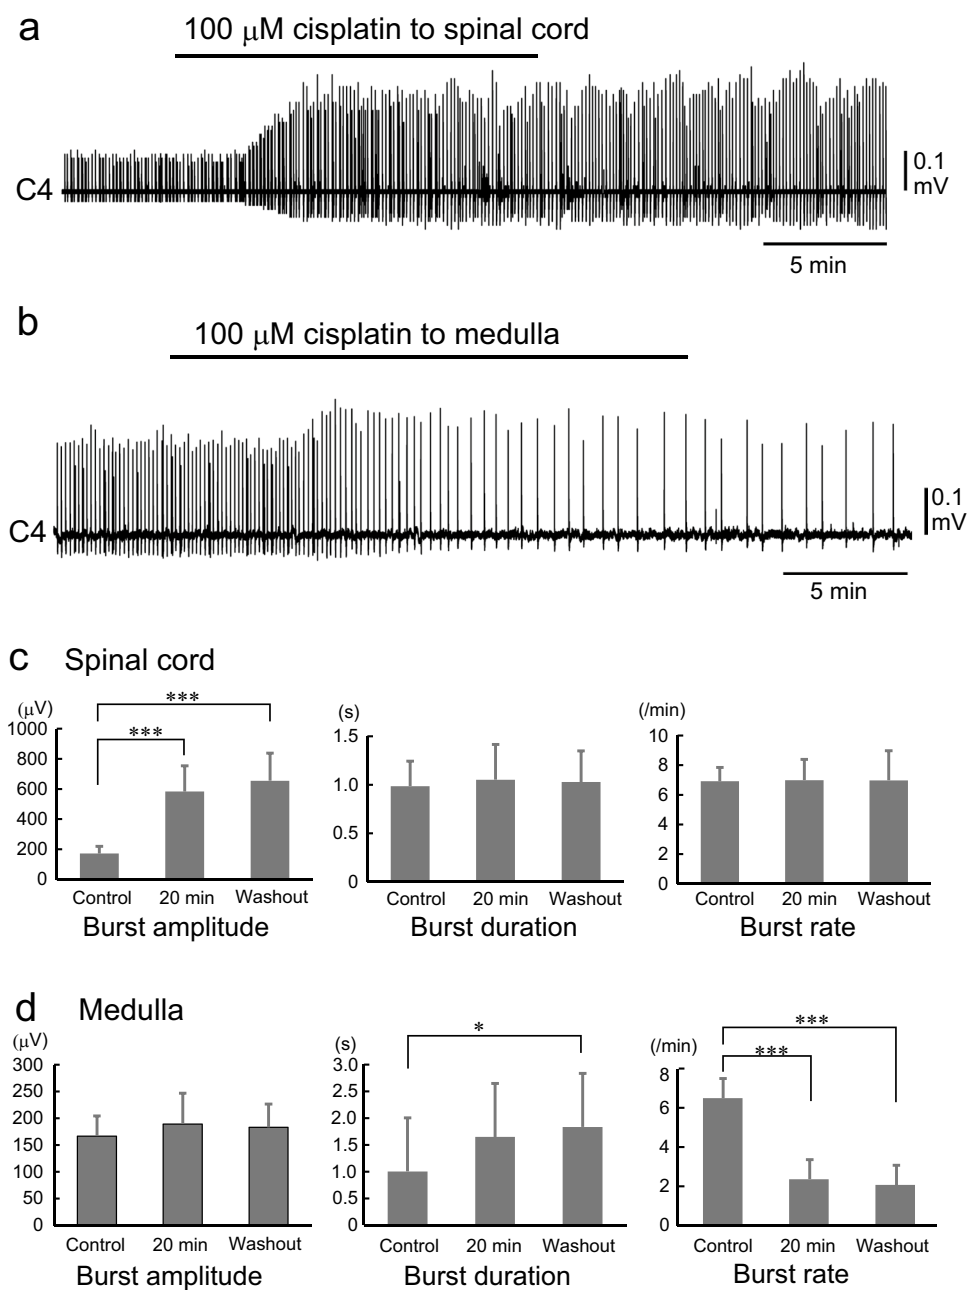 a
100 μM cisplatin to spinal cord
C4
0.1
mV
5 min
b
100 μM cisplatin to medulla
C4
0.1
mV
5 min
c Spinal cord
(μV)
1000
800
600
400
200
0
*** 
***
Control 20 min Washout
Burst amplitude
(s)
1.5
1.0
0.5
0
Control 20 min Washout
Burst duration
(/min)
10
8
6
4
2
0
Control 20 min Washout
Burst rate
d Medulla
(μV)
300
250
200
150
100
50
0
Control 20 min Washout
Burst amplitude
(s)
3.0
2.5
2.0
1.5
1.0
0.5
0
*
Control 20 min Washout
Burst duration
(/min)
8
6
4
2
0
***
***
Control 20 min Washout
Burst rate